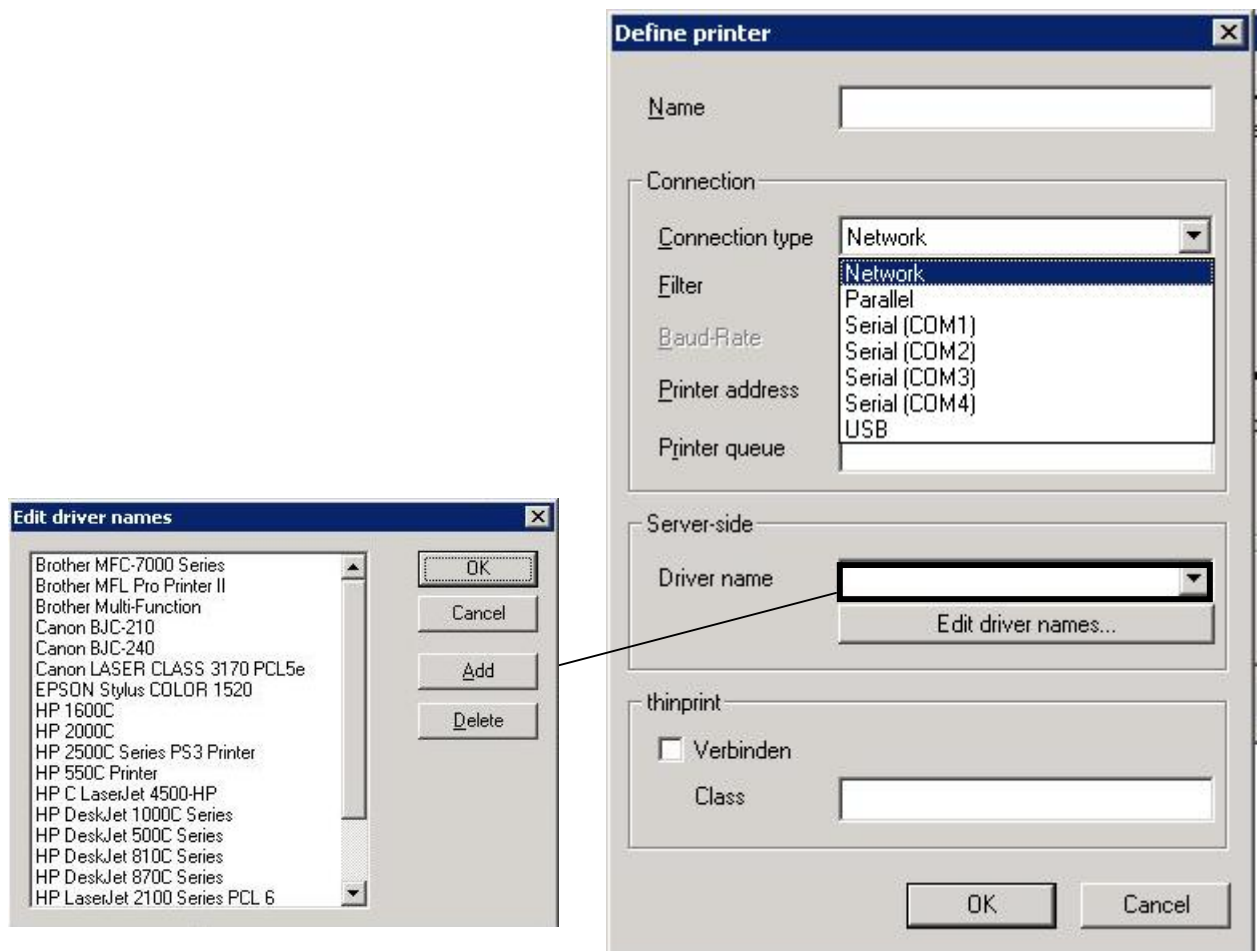 Define printer
Name
Connection
Connection type Network
Network
Parallel
Serial (COM1)
Serial (COM2)
Serial (COM3)
Serial (COM4)
USB
Filter
Baud-Rate
Printer address
Printer queue
Server-side
Driver name
Edit driver names...
thinprint
Verbinden
Class
OK Cancel
Edit driver names
Brother MFC-7000 Series
Brother MFL Pro Printer II
Brother Multi-Function
Canon BJC-210
Canon BJC-240
Canon LASER CLASS 3170 PCL5e
EPSON Stylus COLOR 1520
HP 1600C
HP 2000C
HP 2500C Series PS3 Printer
HP 550C Printer
HP C LaserJet 4500-HP
HP DeskJet 1000C Series
HP DeskJet 500C Series
HP DeskJet 810C Series
HP DeskJet 870C Series
HP LaserJet 2100 Series PCL 6
OK
Cancel
Add
Delete